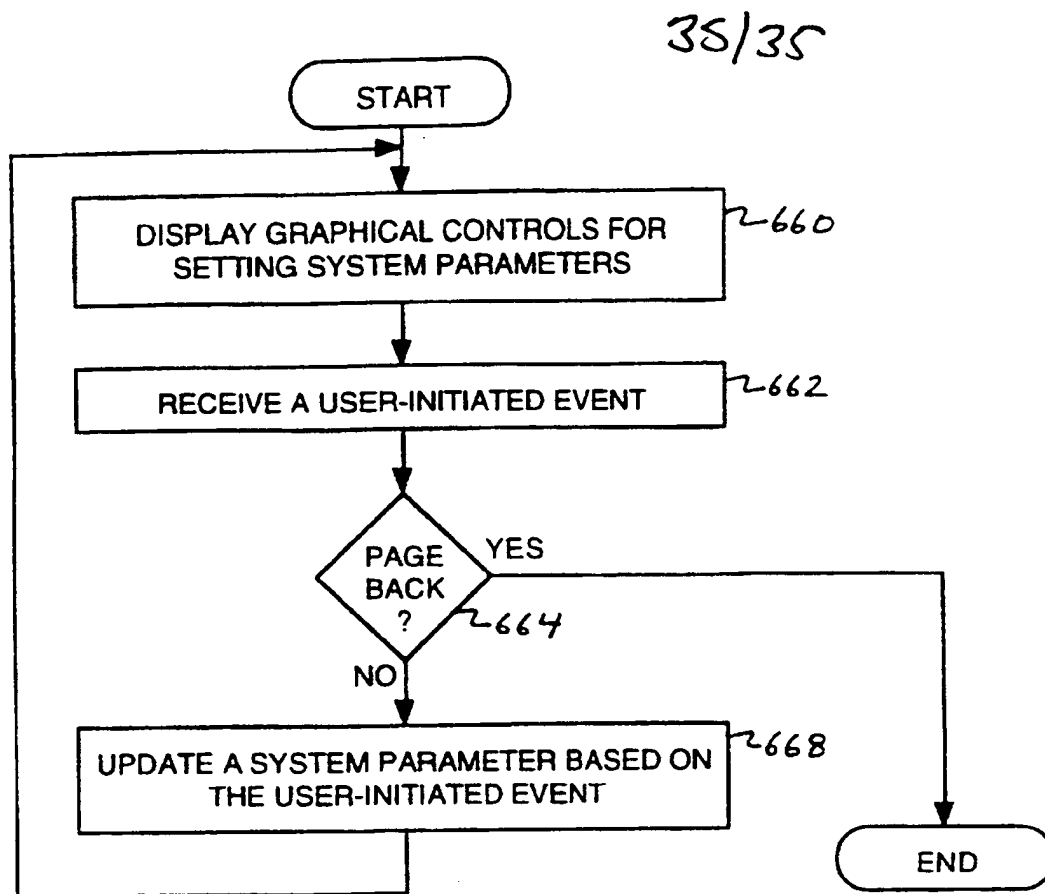 35/35
START
DISPLAY GRAPHICAL CONTROLS FOR
SETTING SYSTEM PARAMETERS
660
RECEIVE A USER-INITIATED EVENT
662
PAGE
BACK
?
YES
664
NO
UPDATE A SYSTEM PARAMETER BASED ON
THE USER-INITIATED EVENT
668
END